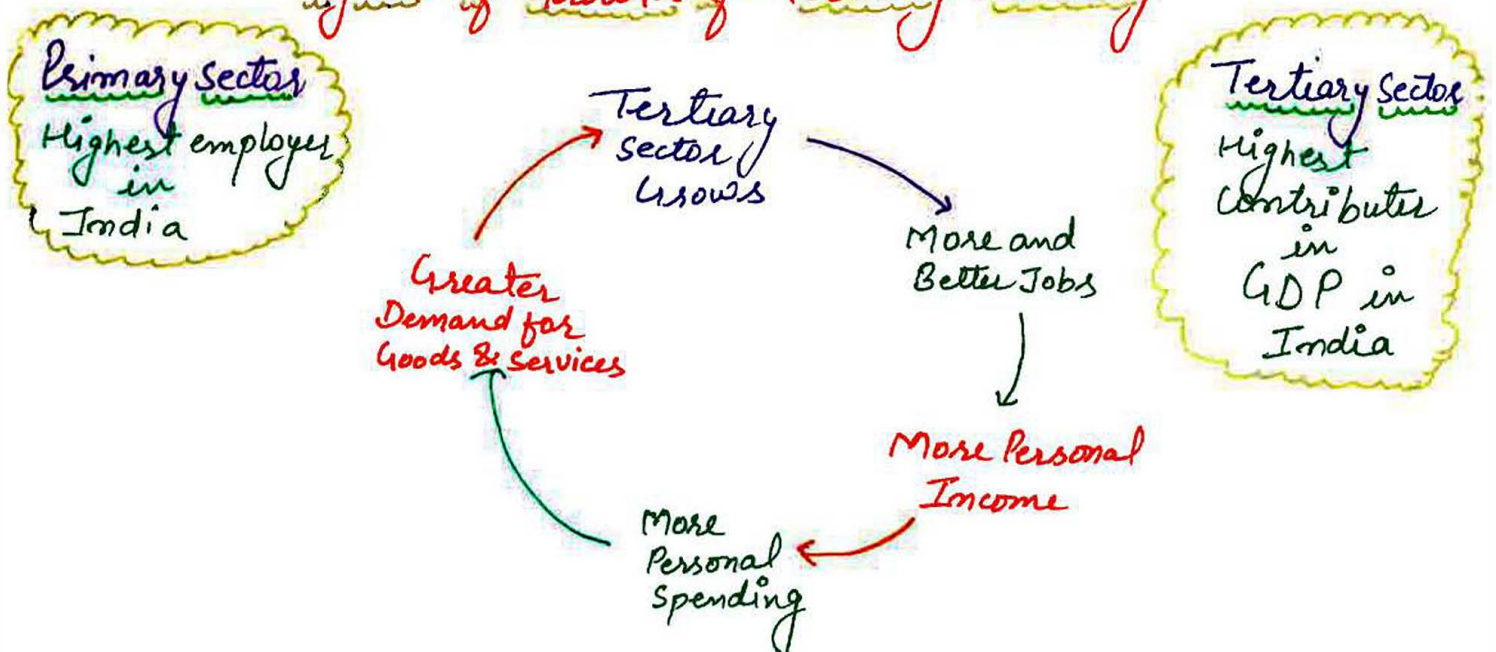 of
Primary Sector
Highest employer
in
India
Tertiary
Sector
Grows
More and
Better Jobs
More Personal
Income
More
Personal
Spending
Greater
Demand for
Goods & Services
Tertiary Sector
Highest
Contributer
in
GDP in
India